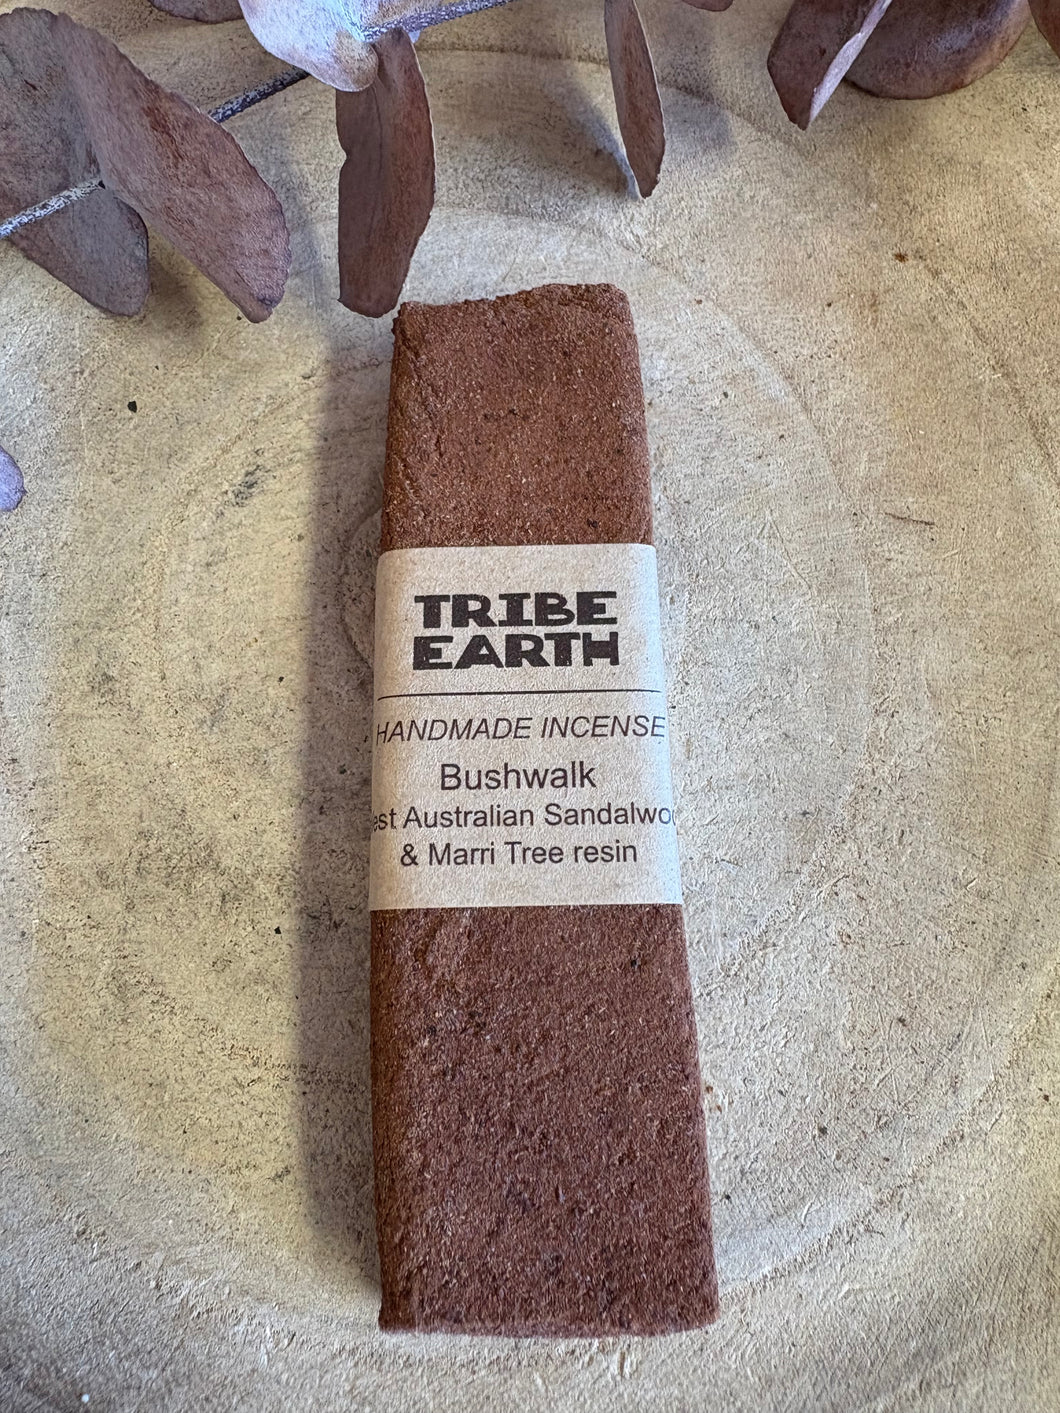 TRIBE
EARTH
HANDMADE INCENSE
Bushwalk
est Australian Sandalwo
& Marri Tree resin